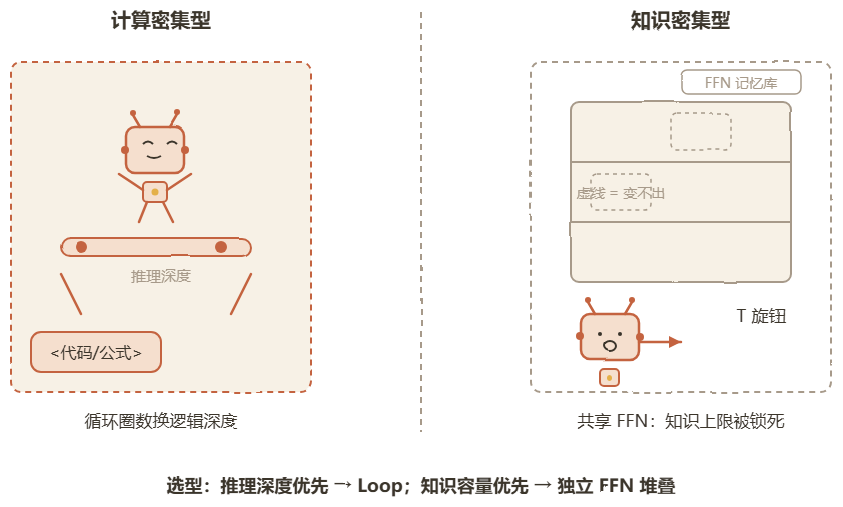 计算密集型
知识密集型
FFN 记忆库
虚线 = 变不出
推理深度
T 旋钮
<代码/公式>
循环圈数换逻辑深度
共享 FFN：知识上限被锁死
选型：推理深度优先 → Loop；知识容量优先 → 独立 FFN 堆叠